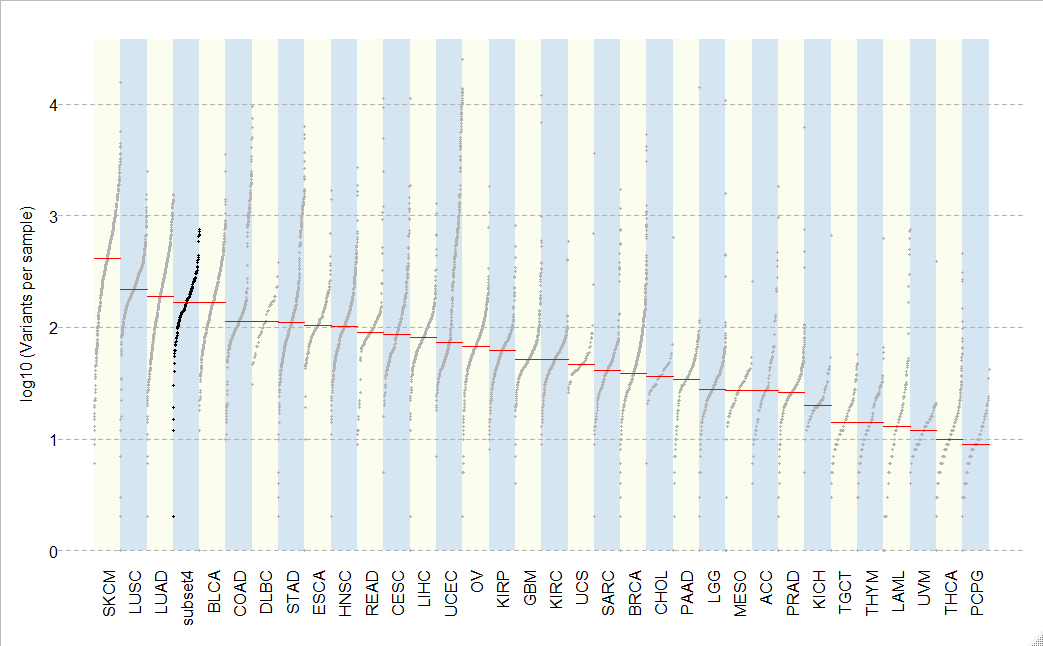 log10 (Variants per sample)
4
3
2
1
0
SKCM
LUSC
LUAD
subset4
BLCA
COAD
DLBC
STAD
ESCA
HNSC
READ
CESC
LIHC
UCEC
OV
KIRP
GBM
KIRC
UCS
SARC
BRCA
CHOL
PAAD
LGG
MESO
ACC
PRAD
KICH
TGCT
THYM
LAML
UVM
THCA
PCPG